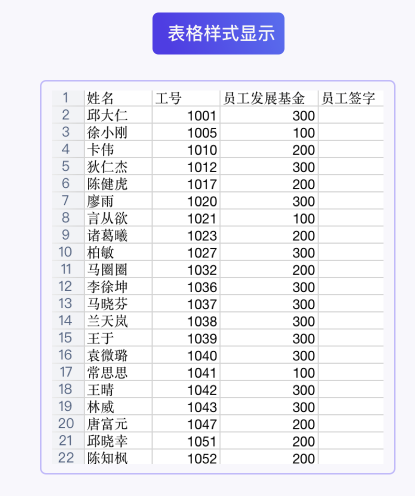 表格样式显示
1 姓名 工号 员工发展基金 员工签字
2 邱大仁 1001 300
3 徐小刚 1005 100
4 卡伟 1010 200
5 狄仁杰 1012 300
6 陈健虎 1017 200
7 廖雨 1020 300
8 言从欲 1021 100
9 诸葛曦 1023 200
10 柏敏 1027 300
11 马圈圈 1032 200
12 李徐坤 1036 300
13 马晓芬 1037 300
14 兰天岚 1038 300
15 王于 1039 300
16 袁微璐 1040 300
17 常思思 1041 100
18 王晴 1042 300
19 林威 1043 300
20 唐富元 1047 200
21 邱晓幸 1051 200
22 陈知枫 1052 200